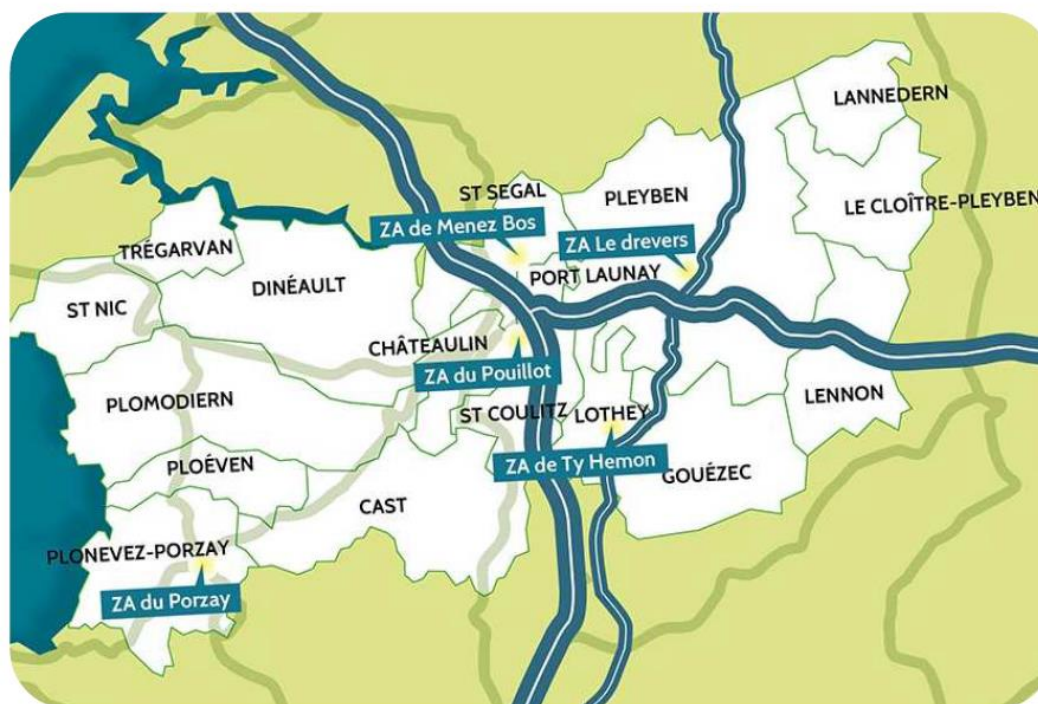 LANNEDERN
ST SEGAL
PLEYBEN
LE CLOÎTRE-PLEYBEN
ZA de Menez Bos
TRÉGARVAN
ZA Le drevers
PORT LAUNAY
DINÉAULT
ST NIC
CHÂTEAULIN
ZA du Pouillot
LENNON
PLOMODIERN
ST COULITZ
LOTHEY
ZA de Ty Hemon
PLOÉVEN
GOUÉZEC
CAST
PLONEVEZ-PORZAY
ZA du Porzay